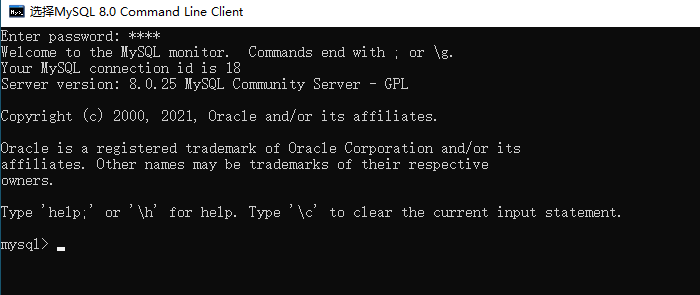 选择MySQL 8.0 Command Line Client
Enter password: ****
Welcome to the MySQL monitor.  Commands end with ; or \g.
Your MySQL connection id is 18
Server version: 8.0.25 MySQL Community Server - GPL
Copyright (c) 2000, 2021, Oracle and/or its affiliates.
Oracle is a registered trademark of Oracle Corporation and/or its
affiliates. Other names may be trademarks of their respective
owners.
Type 'help;' or '\h' for help. Type '\c' to clear the current input statement.
mysql> _